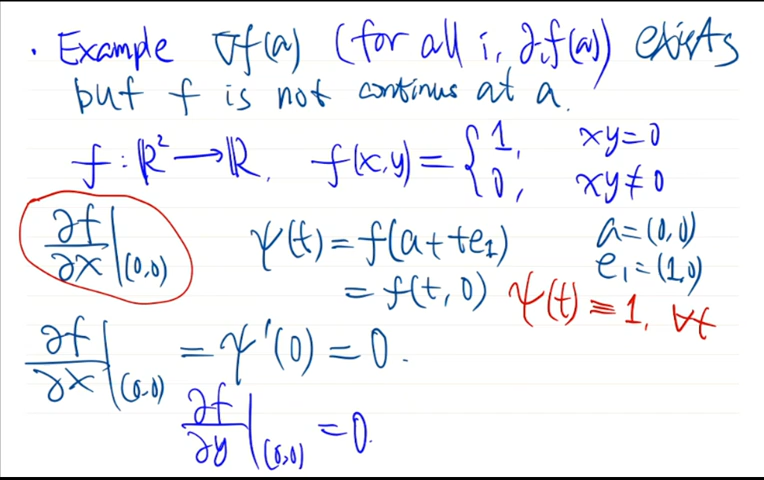 · Example ∇f(a) (for all i, ∂ᵢf(a)) exists
but f is not continus at a.
f : ℝ² → ℝ, f(x,y) = { 1, xy=0
0, xy≠0
∂f/∂x |(0,0) ψ(t) = f(a+te₁) a=(0,0)
= f(t,0) e₁=(1,0)
ψ(t) ≡ 1, ∀t
∂f/∂x |(0,0) = ψ'(0) = 0.
∂f/∂y |(0,0) = 0.